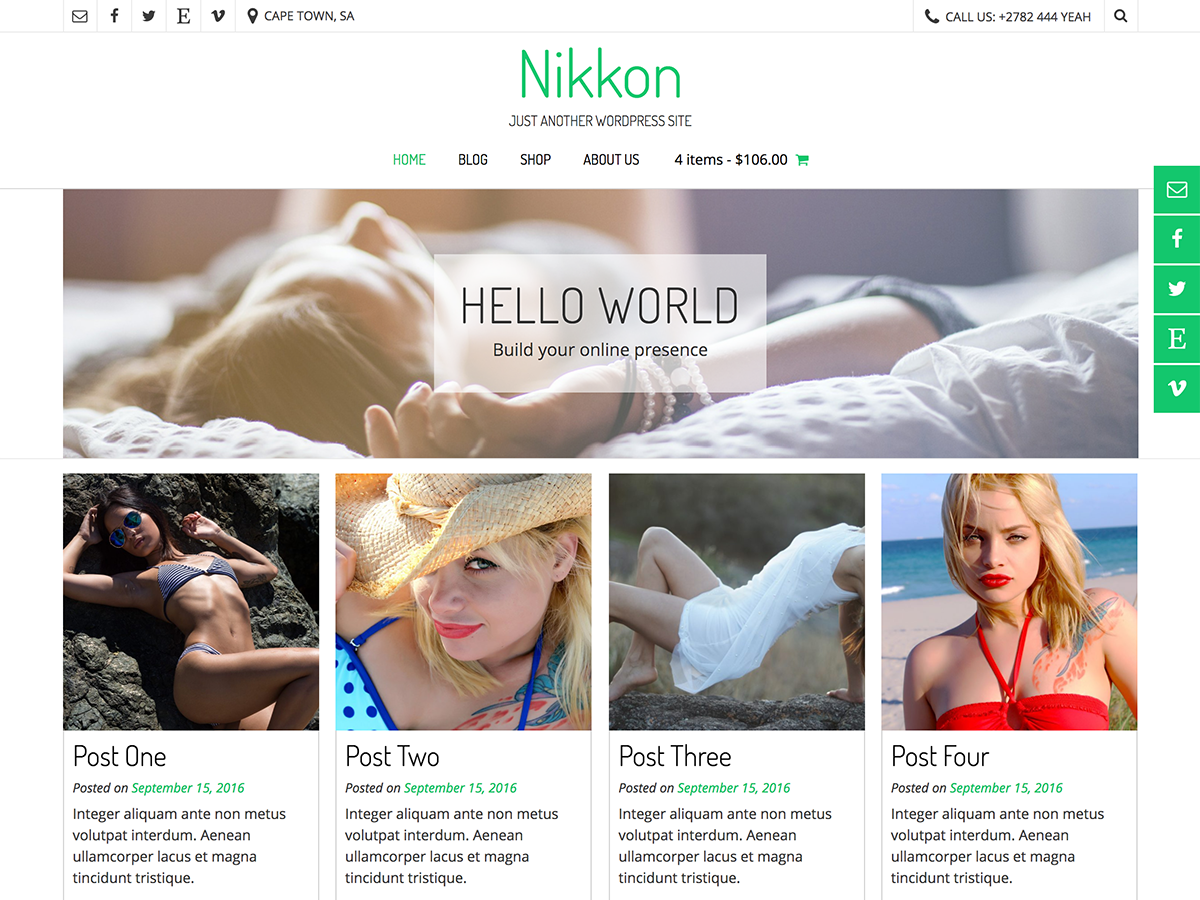 CAPE TOWN, SA
CALL US: +2782 444 YEAH
Nikkon
JUST ANOTHER WORDPRESS SITE
HOME BLOG SHOP ABOUT US 4 items - $106.00
HELLO WORLD
Build your online presence
Post One
Posted on September 15, 2016
Integer aliquam ante non metus
volutpat interdum. Aenean
ullamcorper lacus et magna
tincidunt tristique.
Post Two
Posted on September 15, 2016
Integer aliquam ante non metus
volutpat interdum. Aenean
ullamcorper lacus et magna
tincidunt tristique.
Post Three
Posted on September 15, 2016
Integer aliquam ante non metus
volutpat interdum. Aenean
ullamcorper lacus et magna
tincidunt tristique.
Post Four
Posted on September 15, 2016
Integer aliquam ante non metus
volutpat interdum. Aenean
ullamcorper lacus et magna
tincidunt tristique.